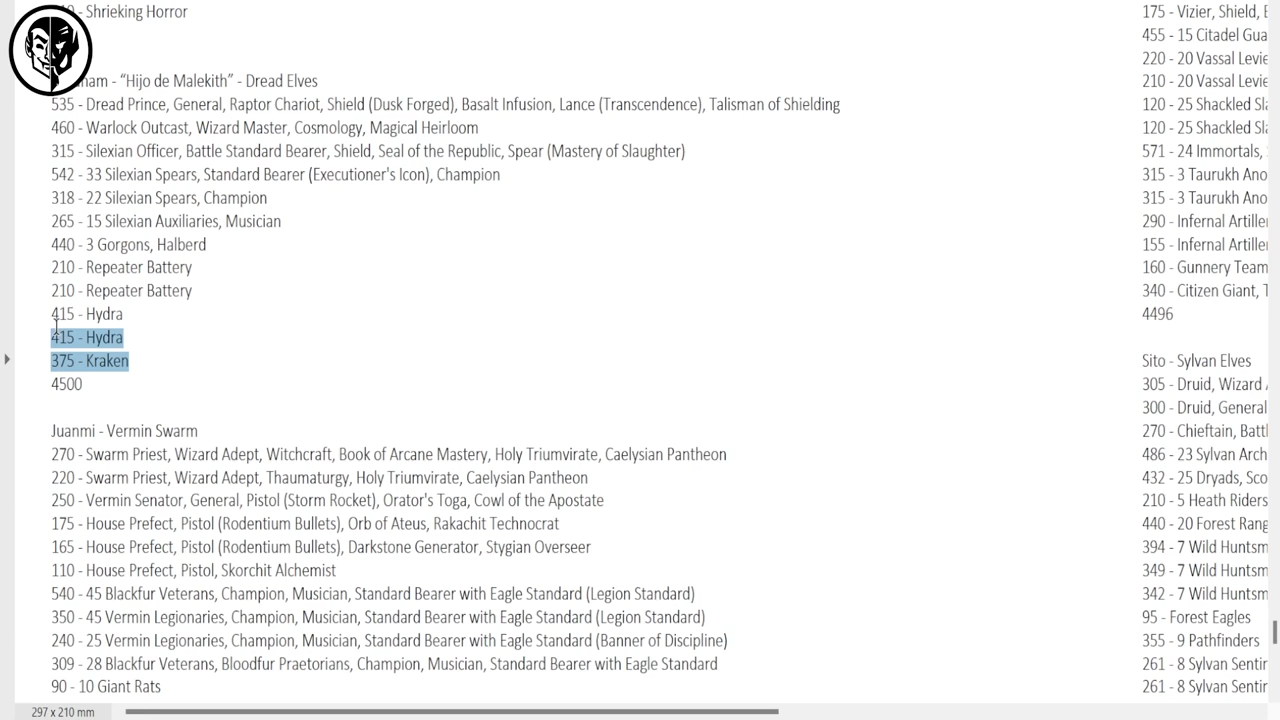 - Shrieking Horror
ham - “Hijo de Malekith” - Dread Elves
535 - Dread Prince, General, Raptor Chariot, Shield (Dusk Forged), Basalt Infusion, Lance (Transcendence), Talisman of Shielding
460 - Warlock Outcast, Wizard Master, Cosmology, Magical Heirloom
315 - Silexian Officer, Battle Standard Bearer, Shield, Seal of the Republic, Spear (Mastery of Slaughter)
542 - 33 Silexian Spears, Standard Bearer (Executioner's Icon), Champion
318 - 22 Silexian Spears, Champion
265 - 15 Silexian Auxiliaries, Musician
440 - 3 Gorgons, Halberd
210 - Repeater Battery
210 - Repeater Battery
415 - Hydra
415 - Hydra
375 - Kraken
4500
Juanmi - Vermin Swarm
270 - Swarm Priest, Wizard Adept, Witchcraft, Book of Arcane Mastery, Holy Triumvirate, Caelysian Pantheon
220 - Swarm Priest, Wizard Adept, Thaumaturgy, Holy Triumvirate, Caelysian Pantheon
250 - Vermin Senator, General, Pistol (Storm Rocket), Orator's Toga, Cowl of the Apostate
175 - House Prefect, Pistol (Rodentium Bullets), Orb of Ateus, Rakachit Technocrat
165 - House Prefect, Pistol (Rodentium Bullets), Darkstone Generator, Stygian Overseer
110 - House Prefect, Pistol, Skorchit Alchemist
540 - 45 Blackfur Veterans, Champion, Musician, Standard Bearer with Eagle Standard (Legion Standard)
350 - 45 Vermin Legionaries, Champion, Musician, Standard Bearer with Eagle Standard (Legion Standard)
240 - 25 Vermin Legionaries, Champion, Musician, Standard Bearer with Eagle Standard (Banner of Discipline)
309 - 28 Blackfur Veterans, Bloodfur Praetorians, Champion, Musician, Standard Bearer with Eagle Standard
90 - 10 Giant Rats
175 - Vizier, Shield,
455 - 15 Citadel Gua
220 - 20 Vassal Levie
210 - 20 Vassal Levie
120 - 25 Shackled Sla
120 - 25 Shackled Sla
571 - 24 Immortals,
315 - 3 Taurukh Ano
315 - 3 Taurukh Ano
290 - Infernal Artille
155 - Infernal Artille
160 - Gunnery Team
340 - Citizen Giant,
4496
Sito - Sylvan Elves
305 - Druid, Wizard
300 - Druid, General
270 - Chieftain, Batt
486 - 23 Sylvan Arch
432 - 25 Dryads, Sco
210 - 5 Heath Riders
440 - 20 Forest Rang
394 - 7 Wild Huntsm
349 - 7 Wild Huntsm
342 - 7 Wild Huntsm
95 - Forest Eagles
355 - 9 Pathfinders
261 - 8 Sylvan Sentir
261 - 8 Sylvan Sentir
297 x 210 mm